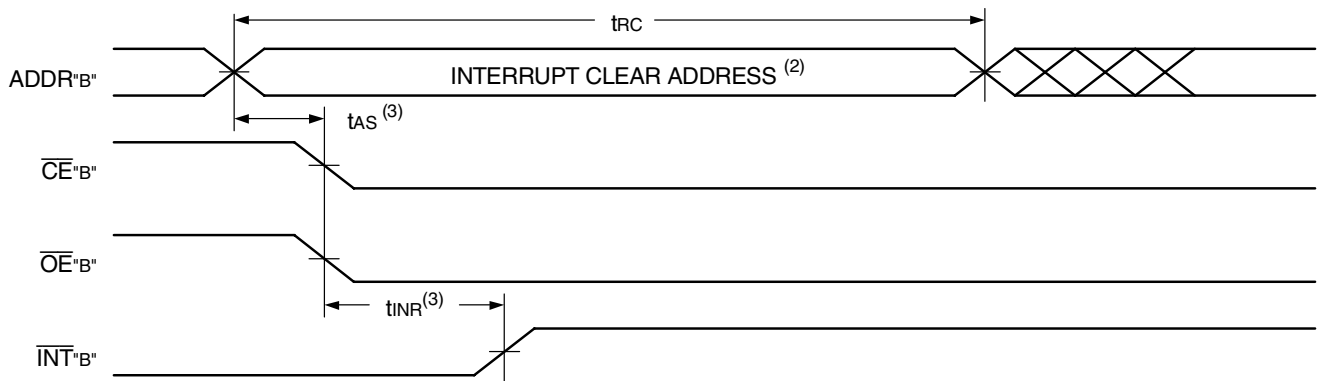 tRC
ADDR"B" INTERRUPT CLEAR ADDRESS (2)
tAS (3)
CE"B"
OE"B"
tINR(3)
INT"B"